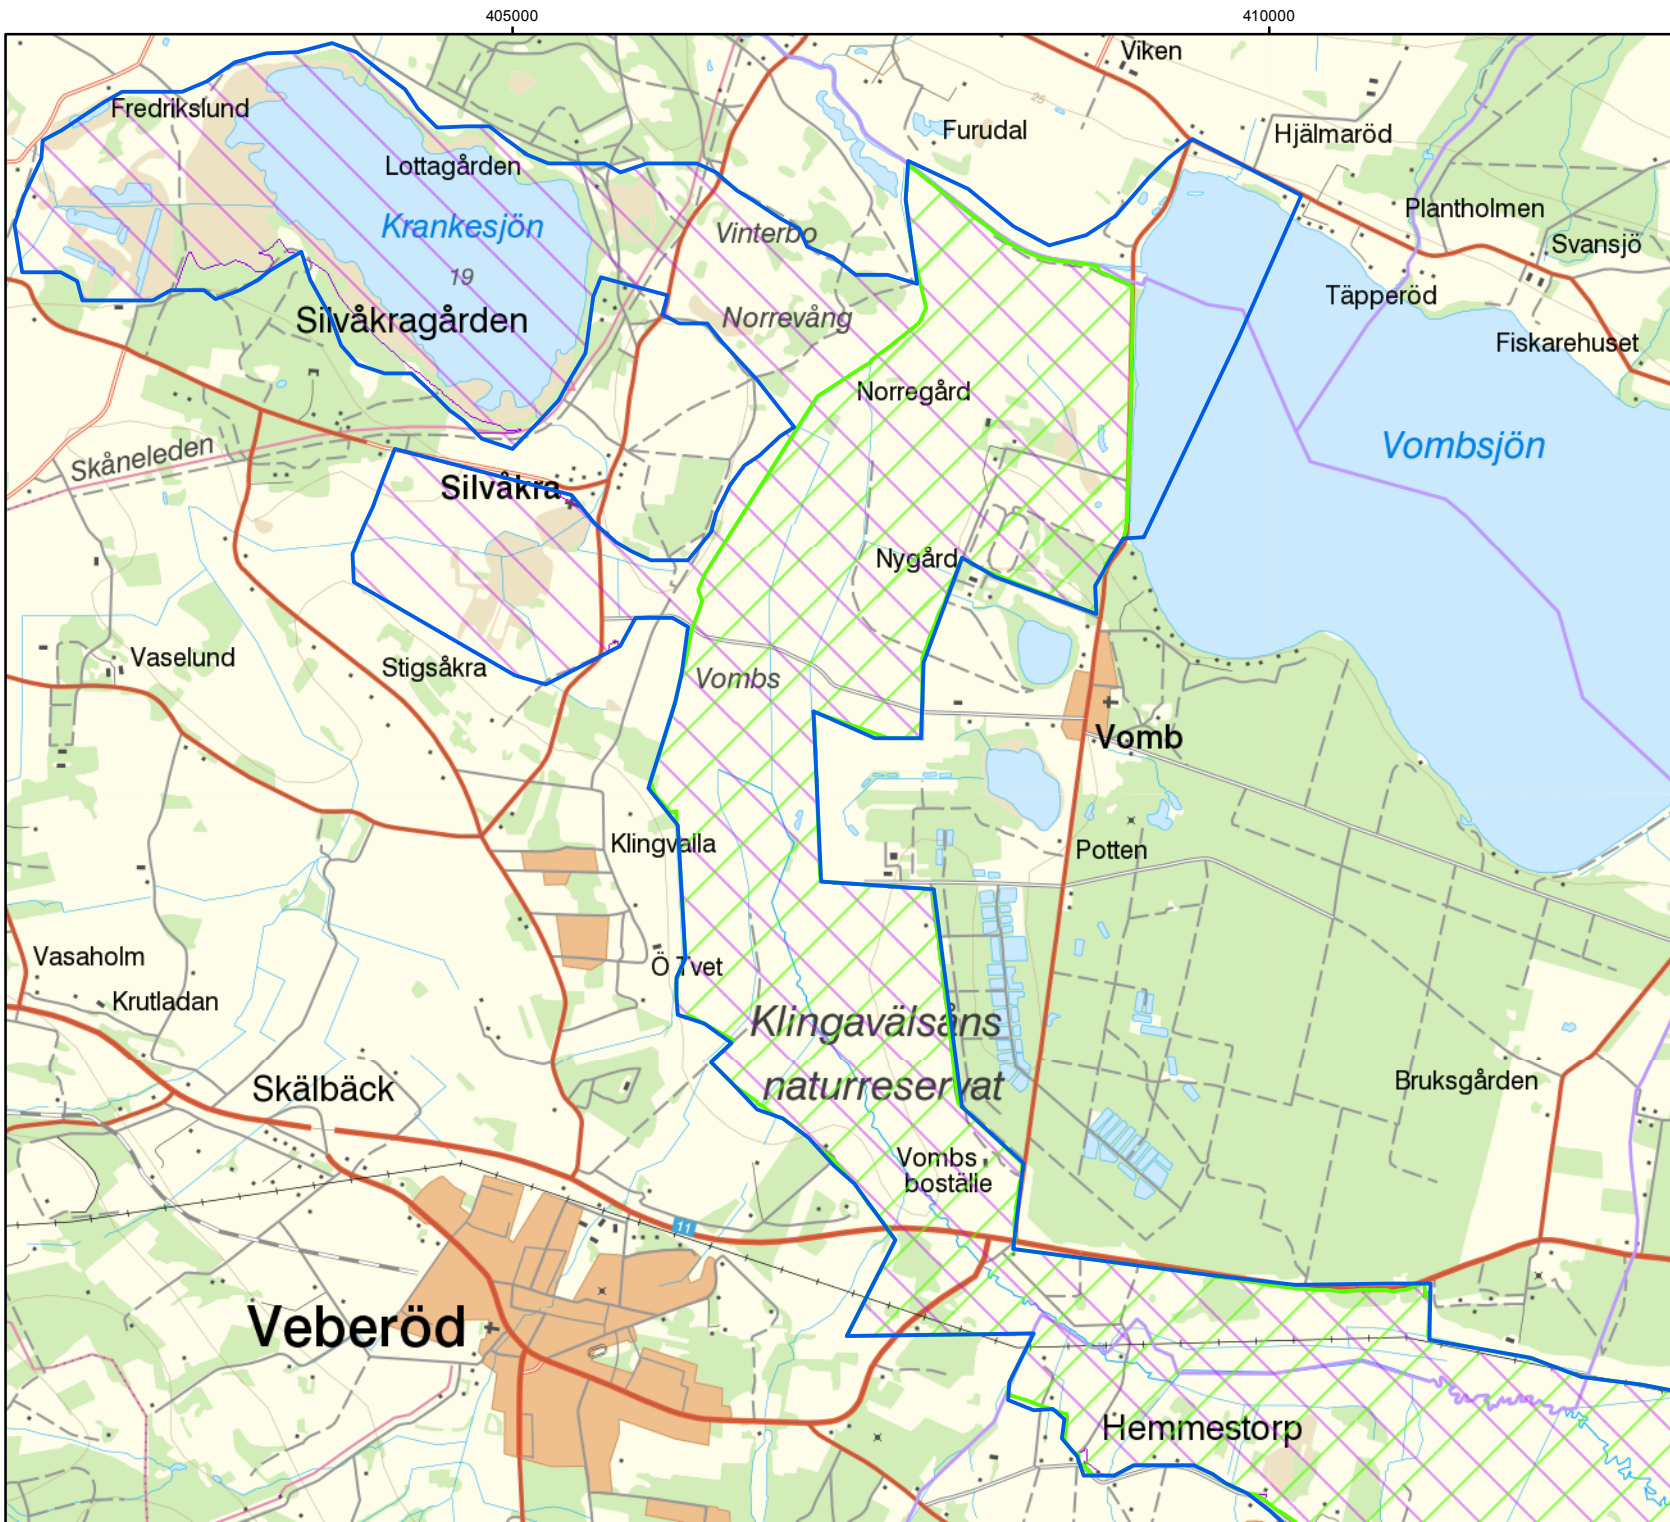 405000
410000
Viken
Fredrikslund
25
Furudal
Hjälmaröd
Lottagården
Krankesjön
Vinterbo
Plantholmen
Svansjö
19
Täpperöd
Silvåkragården
Norrevång
Fiskarehuset
Norregård
Vombsjön
Skåneleden
Silvåkra
Nygård
Vaselund
Stigsåkra
Vombs
Vomb
Klingvalla
Potten
Vasaholm
Ö Tvet
Krutladan
Klingavälsåns
naturreservat
Skälbäck
Bruksgården
Vombs
boställe
11
Veberöd
Hemmestorp